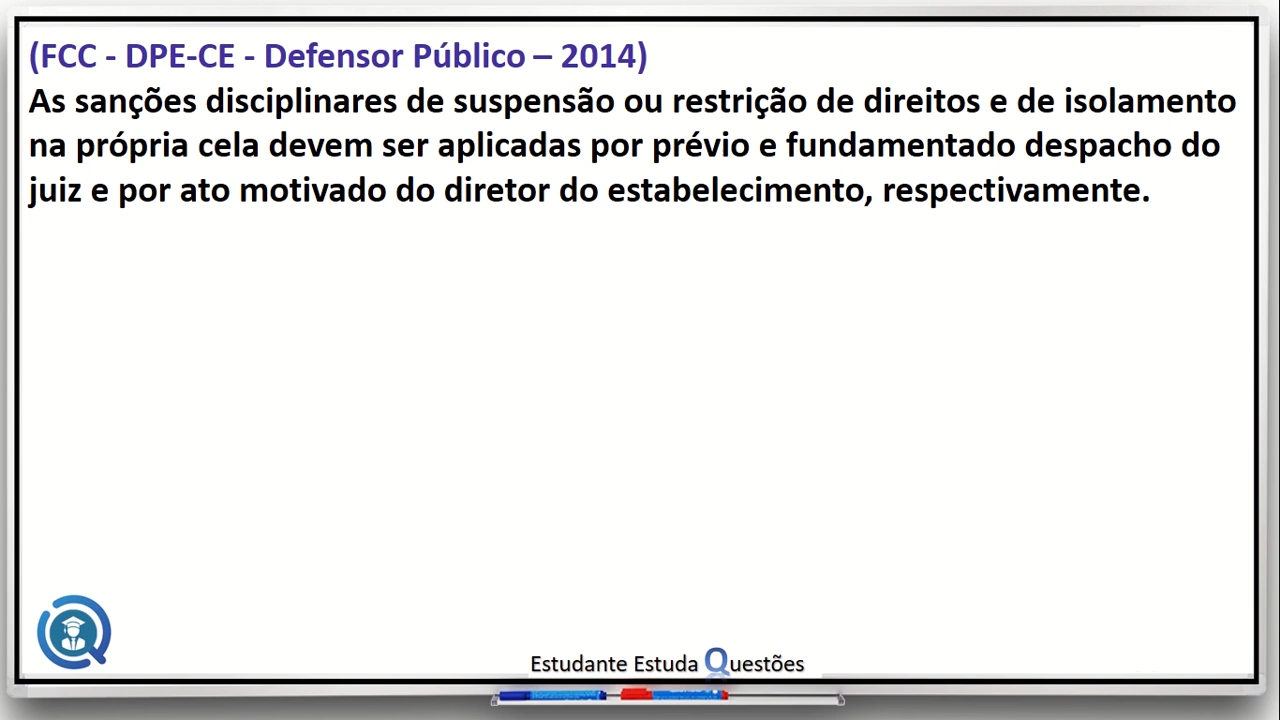 (FCC - DPE-CE - Defensor Público – 2014)
As sanções disciplinares de suspensão ou restrição de direitos e de isolamento
na própria cela devem ser aplicadas por prévio e fundamentado despacho do
juiz e por ato motivado do diretor do estabelecimento, respectivamente.
Estudante Estuda Questões